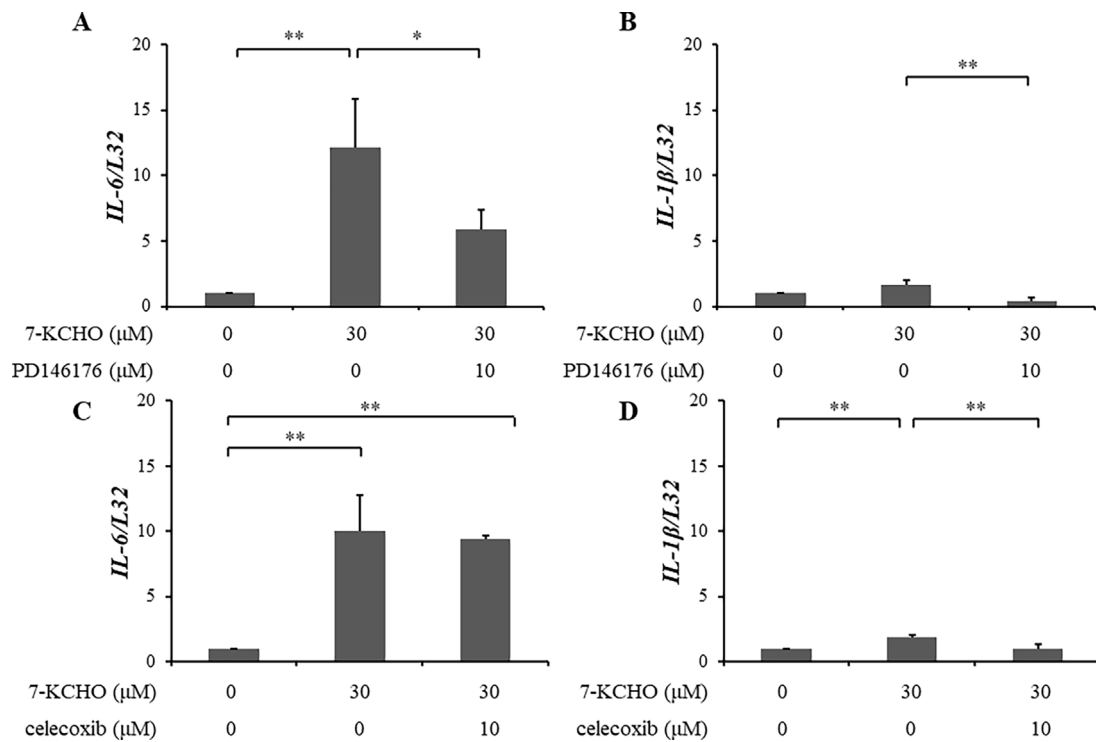 A
B
** *
**
20 20
15 15
10 10
5 5
0 0
IL-6/L32
IL-1β/L32
7-KCHO (μM) 0 30 30 7-KCHO (μM) 0 30 30
PD146176 (μM) 0 0 10 PD146176 (μM) 0 0 10
C
D
**
**
** **
20 20
15 15
10 10
5 5
0 0
IL-6/L32
IL-1β/L32
7-KCHO (μM) 0 30 30 7-KCHO (μM) 0 30 30
celecoxib (μM) 0 0 10 celecoxib (μM) 0 0 10